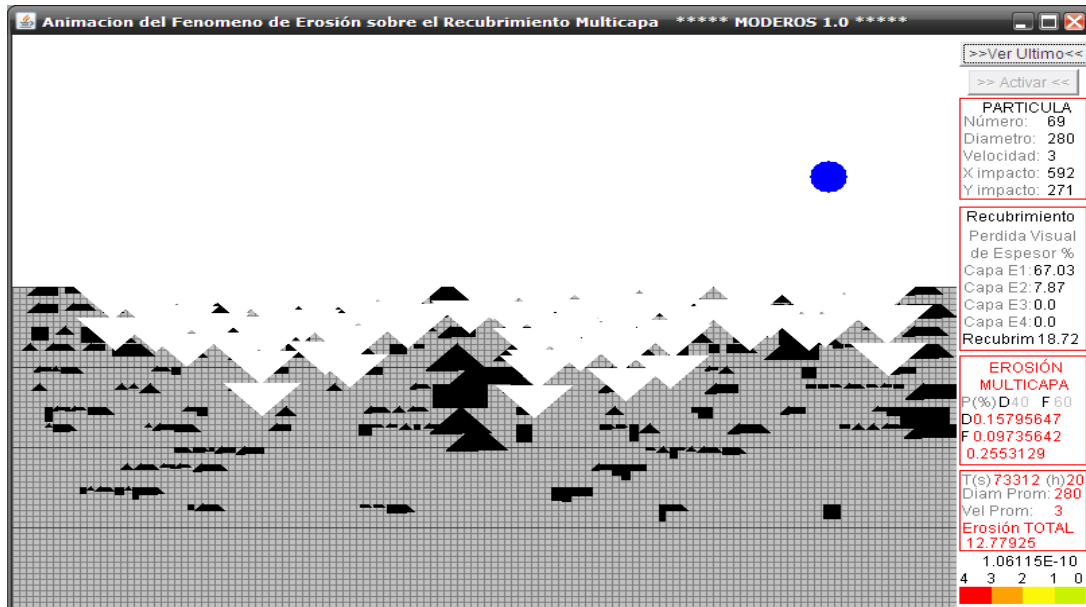 Animacion del Fenomeno de Erosión sobre el Recubrimiento Multicapa ***** MODEROS 1.0 *****
>>Ver Ultimo<<
>> Activar <<
PARTICULA
Número: 69
Diametro: 280
Velocidad: 3
X impacto: 592
Y impacto: 271
Recubrimiento
Perdida Visual
de Espesor %
Capa E1:67.03
Capa E2:7.87
Capa E3:0.0
Capa E4:0.0
Recubrim 18.72
EROSIÓN
MULTICAPA
P(%) D 40 F 60
D0.15795647
F 0.09735642
0.2553129
T(s)73312 (h)20
Diam Prom: 280
Vel Prom: 3
Erosión TOTAL
12.77925
1.06115E-10
4 3 2 1 0